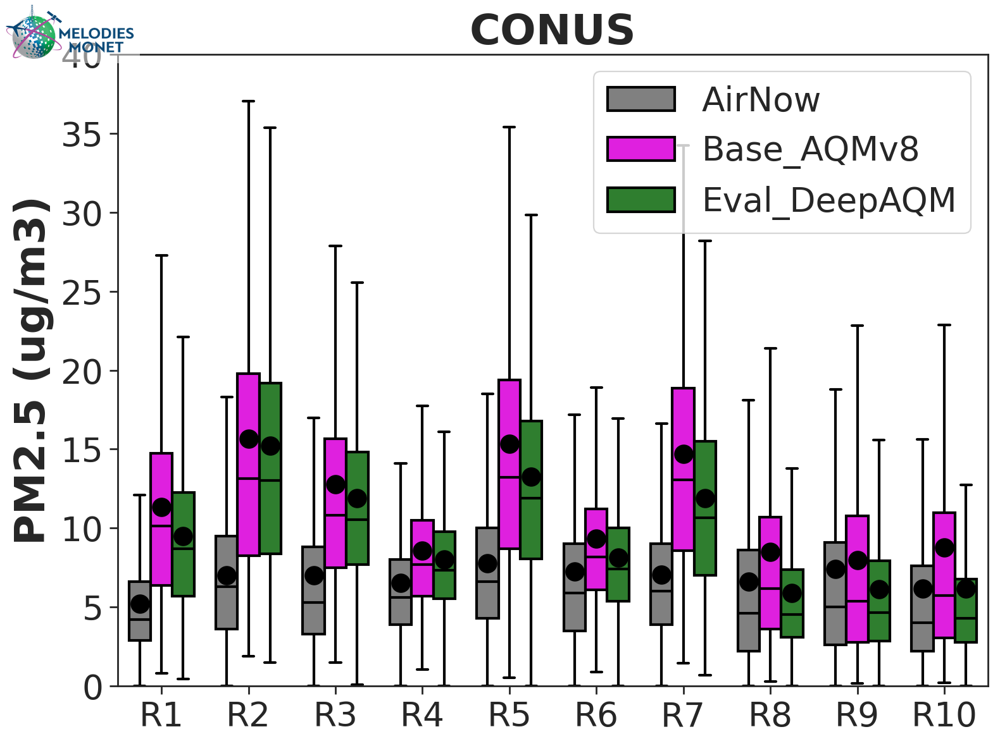 MELODIES
MONET
CONUS
PM2.5 (ug/m3)
40
35
30
25
20
15
10
5
0
AirNow
Base_AQMv8
Eval_DeepAQM
R1 R2 R3 R4 R5 R6 R7 R8 R9 R10